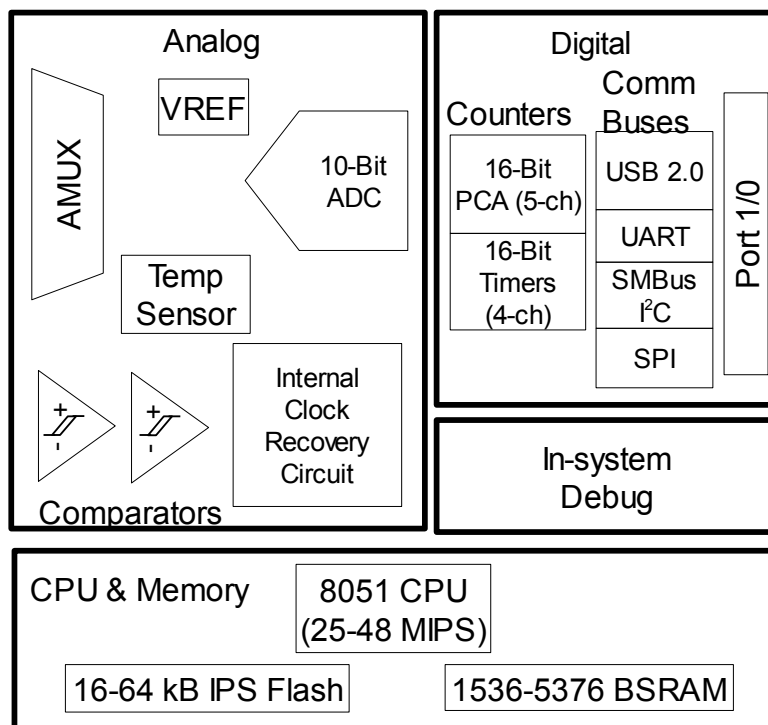 Analog
AMUX
VREF
10-Bit
ADC
Temp
Sensor
+
-
+
-
Comparators
Internal
Clock
Recovery
Circuit
Digital
Counters
16-Bit
PCA (5-ch)
16-Bit
Timers
(4-ch)
Comm
Buses
USB 2.0
UART
SMBus
I²C
SPI
Port 1/0
In-system
Debug
CPU & Memory
8051 CPU
(25-48 MIPS)
16-64 kB IPS Flash
1536-5376 BSRAM